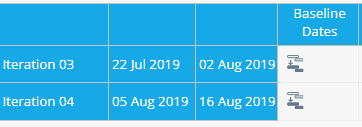 Baseline
Dates
Iteration 03 22 Jul 2019 02 Aug 2019
Iteration 04 05 Aug 2019 16 Aug 2019